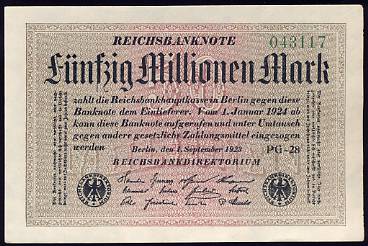 REICHSBANKNOTE
043117
Fünfzig Millionen Mark
zahlt die Reichsbankhauptkasse in Berlin gegen diese
Banknote dem Einlieferer. Vom 1. Januar 1924 ab
kann diese Banknote aufgerufen und unter Umtausch
gegen andere gesetzliche Zahlungsmittel eingezogen
werden
Berlin, den 1. September 1923
PG-28
REICHSBANKDIREKTORIUM